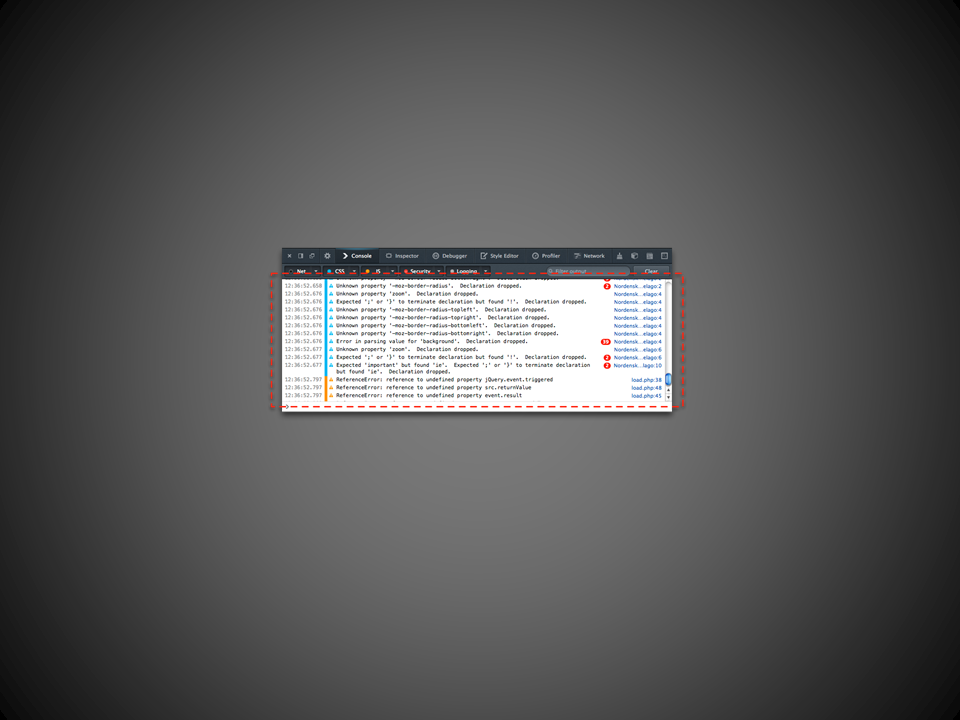 Console Inspector Debugger Style Editor Profiler Network
Net CSS JS Security Logging Filter output Clear
12:36:52.658 Unknown property '-moz-border-radius'. Declaration dropped. 2 Nordensk…elago:2
12:36:52.676 Unknown property 'zoom'. Declaration dropped. Nordensk…elago:4
12:36:52.676 Expected ';' or '}' to terminate declaration but found '!'. Declaration dropped. Nordensk…elago:4
12:36:52.676 Unknown property '-moz-border-radius-topleft'. Declaration dropped. Nordensk…elago:4
12:36:52.676 Unknown property '-moz-border-radius-topright'. Declaration dropped. Nordensk…elago:4
12:36:52.676 Unknown property '-moz-border-radius-bottomleft'. Declaration dropped. Nordensk…elago:4
12:36:52.676 Unknown property '-moz-border-radius-bottomright'. Declaration dropped. Nordensk…elago:4
12:36:52.676 Error in parsing value for 'background'. Declaration dropped. Nordensk…elago:4
12:36:52.677 Unknown property 'zoom'. Declaration dropped. Nordensk…elago:6
12:36:52.677 Expected ';' or '}' to terminate declaration but found '!'. Declaration dropped. 2 Nordensk…elago:6
12:36:52.677 Expected 'important' but found 'ie'. Expected ';' or '}' to terminate declaration 2 Nordensk…lago:10
but found 'ie'. Declaration dropped.
12:36:52.797 ReferenceError: reference to undefined property jQuery.event.triggered load.php:38
12:36:52.797 ReferenceError: reference to undefined property src.returnValue load.php:48
12:36:52.797 ReferenceError: reference to undefined property event.result load.php:45